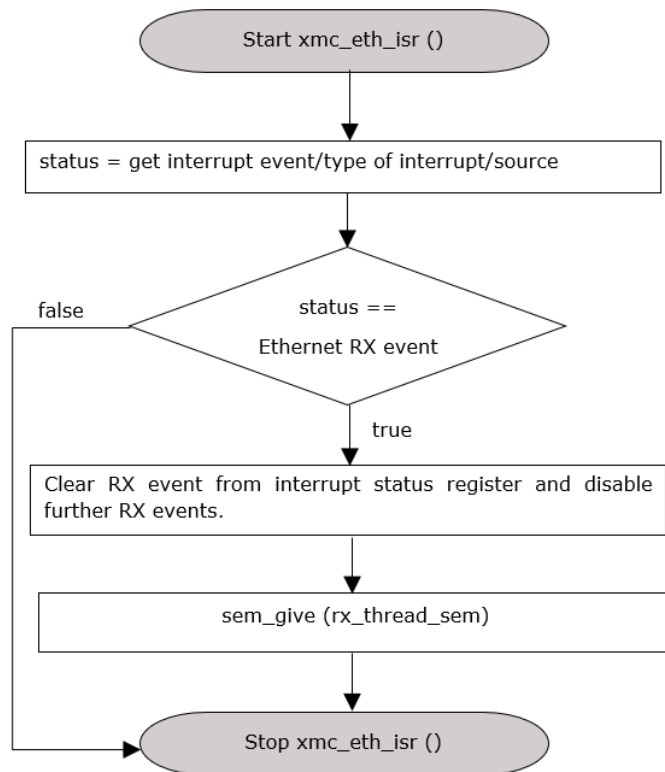 Start xmc_eth_isr ()
status = get interrupt event/type of interrupt/source
status ==
Ethernet RX event
false
true
Clear RX event from interrupt status register and disable
further RX events.
sem_give (rx_thread_sem)
Stop xmc_eth_isr ()